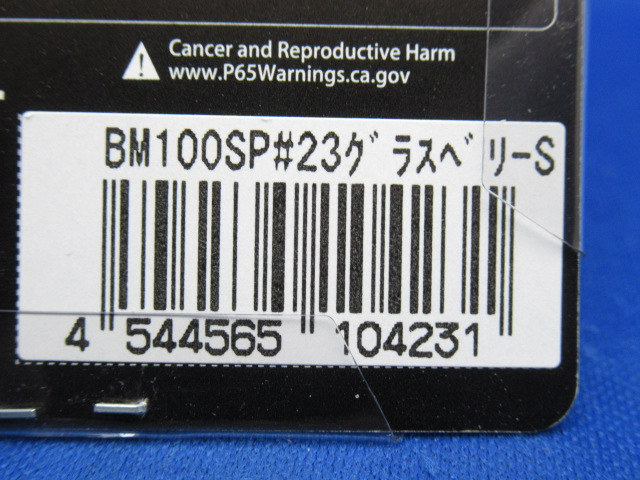 Cancer and Reproductive Harm
www.P65Warnings.ca.gov
BM100SP#23グラスベリーS
4 544565 104231